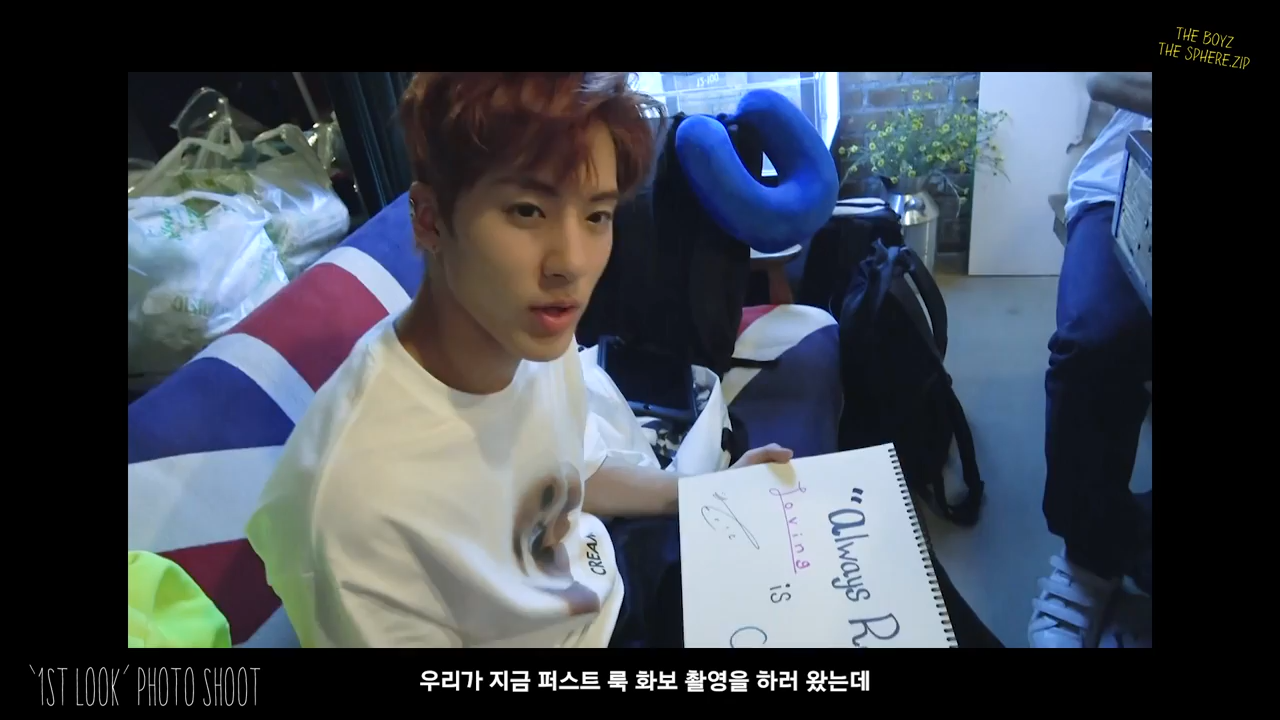 THE BOYZ
THE SPHERE.ZIP
"Always R
Loving is C
CREAM
'1ST LOOK' PHOTO SHOOT
우리가 지금 퍼스트 룩 화보 촬영을 하러 왔는데